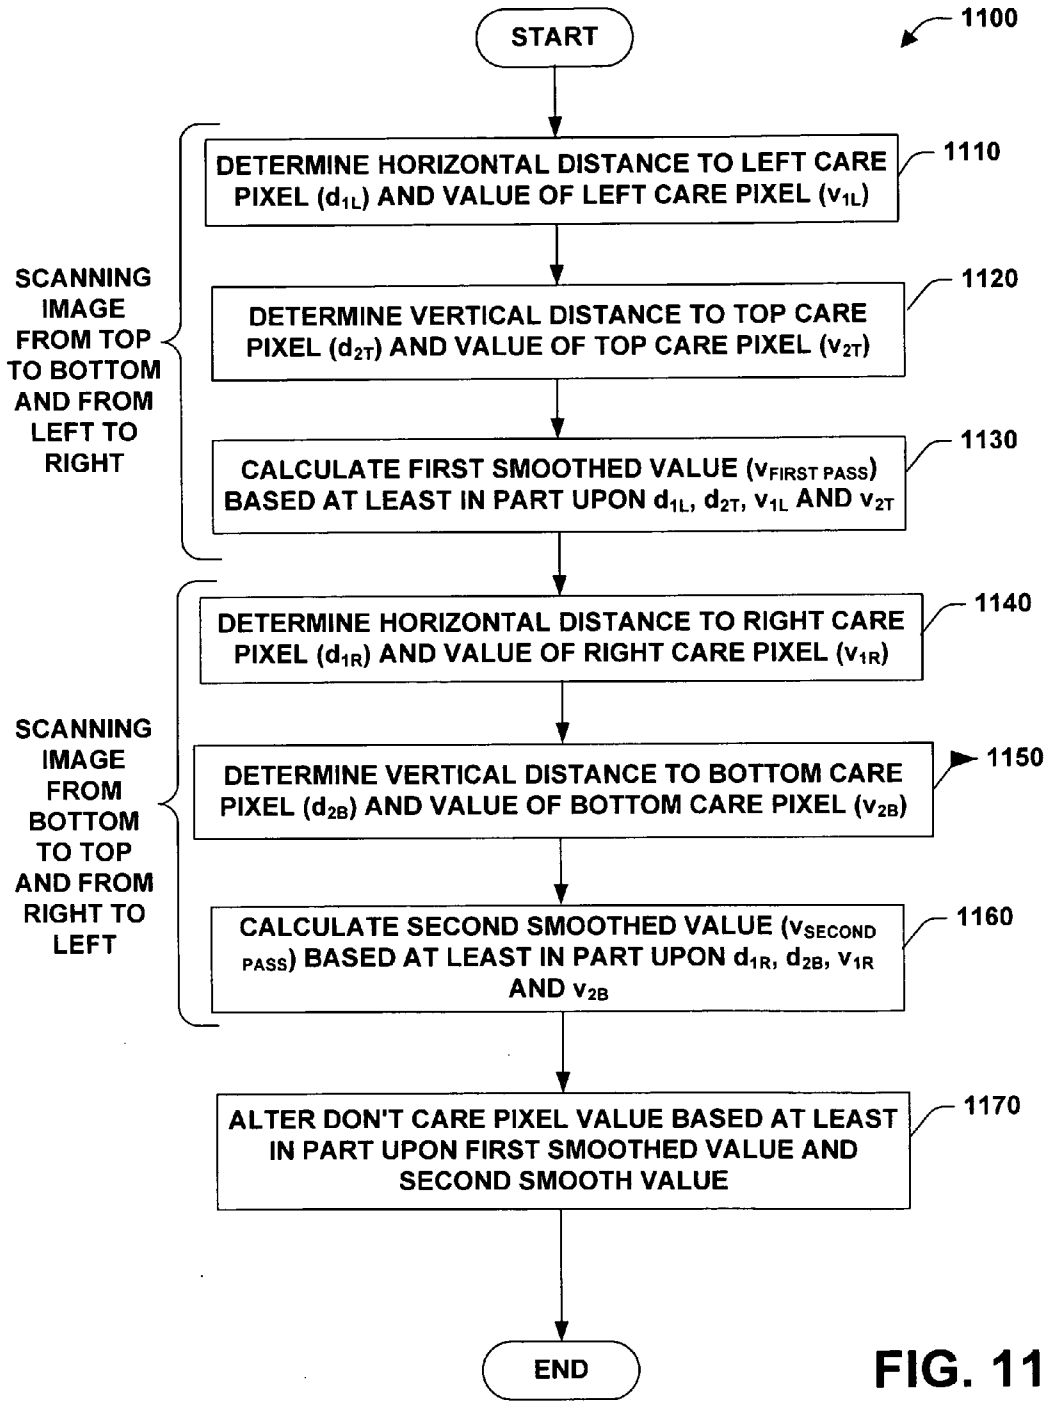 START
1100
DETERMINE HORIZONTAL DISTANCE TO LEFT CARE
PIXEL (d1L) AND VALUE OF LEFT CARE PIXEL (v1L)
1110
SCANNING
IMAGE
FROM TOP
TO BOTTOM
AND FROM
LEFT TO
RIGHT
DETERMINE VERTICAL DISTANCE TO TOP CARE
PIXEL (d2T) AND VALUE OF TOP CARE PIXEL (v2T)
1120
CALCULATE FIRST SMOOTHED VALUE (vFIRST PASS)
BASED AT LEAST IN PART UPON d1L, d2T, v1L AND v2T
1130
DETERMINE HORIZONTAL DISTANCE TO RIGHT CARE
PIXEL (d1R) AND VALUE OF RIGHT CARE PIXEL (v1R)
1140
SCANNING
IMAGE
FROM
BOTTOM
TO TOP
AND FROM
RIGHT TO
LEFT
DETERMINE VERTICAL DISTANCE TO BOTTOM CARE
PIXEL (d2B) AND VALUE OF BOTTOM CARE PIXEL (v2B)
1150
CALCULATE SECOND SMOOTHED VALUE (vSECOND
PASS) BASED AT LEAST IN PART UPON d1R, d2B, v1R
AND v2B
1160
ALTER DON'T CARE PIXEL VALUE BASED AT LEAST
IN PART UPON FIRST SMOOTHED VALUE AND
SECOND SMOOTH VALUE
1170
END
FIG. 11